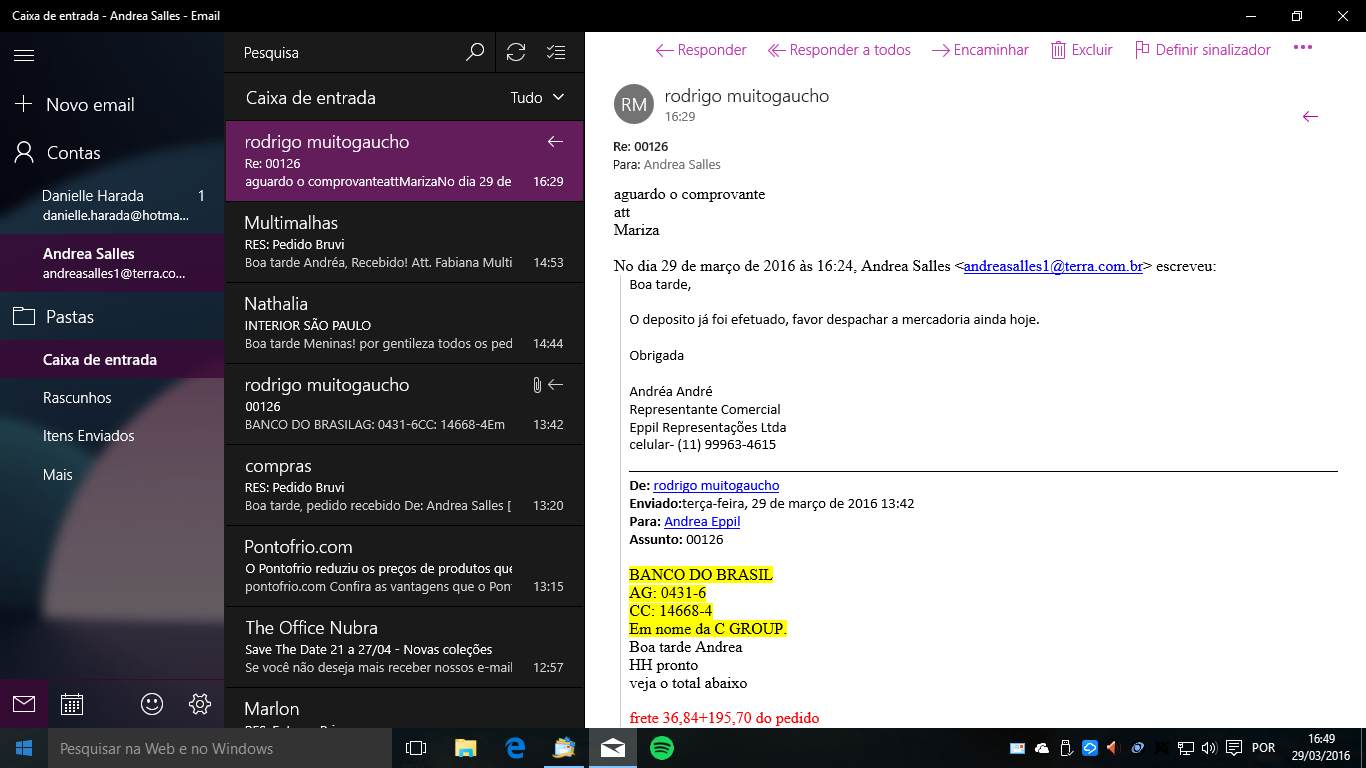 Caixa de entrada - Andrea Salles - Email
Novo email
Contas
Danielle Harada 1
danielle.harada@hotma...
Andrea Salles
andreasalles1@terra.co...
Pastas
Caixa de entrada
Rascunhos
Itens Enviados
Mais
Pesquisa
Caixa de entrada Tudo
rodrigo muitogaucho
Re: 00126
aguardo o comprovanteattMarizaNo dia 29 de 16:29
Multimalhas
RES: Pedido Bruvi
Boa tarde Andréa, Recebido! Att. Fabiana Multi 14:53
Nathalia
INTERIOR SÃO PAULO
Boa tarde Meninas! por gentileza todos os ped 14:44
rodrigo muitogaucho
00126
BANCO DO BRASILAG: 0431-6CC: 14668-4Em 13:42
compras
RES: Pedido Bruvi
Boa tarde, pedido recebido De: Andrea Salles [ 13:20
Pontofrio.com
O Pontofrio reduziu os preços de produtos que
pontofrio.com Confira as vantagens que o Pon 13:15
The Office Nubra
Save The Date 21 a 27/04 - Novas coleções
Se você não deseja mais receber nossos e-mail 12:57
Marlon
Responder Responder a todos Encaminhar Excluir Definir sinalizador
RM
rodrigo muitogaucho
16:29
Re: 00126
Para: Andrea Salles
aguardo o comprovante
att
Mariza
No dia 29 de março de 2016 às 16:24, Andrea Salles <andreasalles1@terra.com.br> escreveu:
Boa tarde,
O deposito já foi efetuado, favor despachar a mercadoria ainda hoje.
Obrigada
Andréa André
Representante Comercial
Eppil Representações Ltda
celular- (11) 99963-4615
De: rodrigo muitogaucho
Enviado:terça-feira, 29 de março de 2016 13:42
Para: Andrea Eppil
Assunto: 00126
BANCO DO BRASIL
AG: 0431-6
CC: 14668-4
Em nome da C GROUP.
Boa tarde Andrea
HH pronto
veja o total abaixo
frete 36,84+195,70 do pedido
Pesquisar na Web e no Windows
POR
16:49
29/03/2016